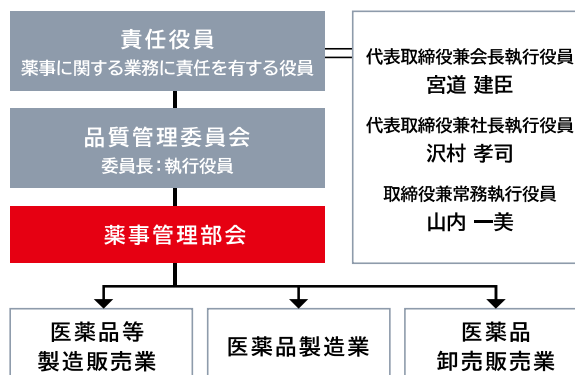 責任役員
薬事に関する業務に責任を有する役員
代表取締役兼会長執行役員
宮道 建臣
代表取締役兼社長執行役員
沢村 孝司
取締役兼常務執行役員
山内 一美
品質管理委員会
委員長：執行役員
薬事管理部会
医薬品等
製造販売業
医薬品製造業
医薬品
卸売販売業